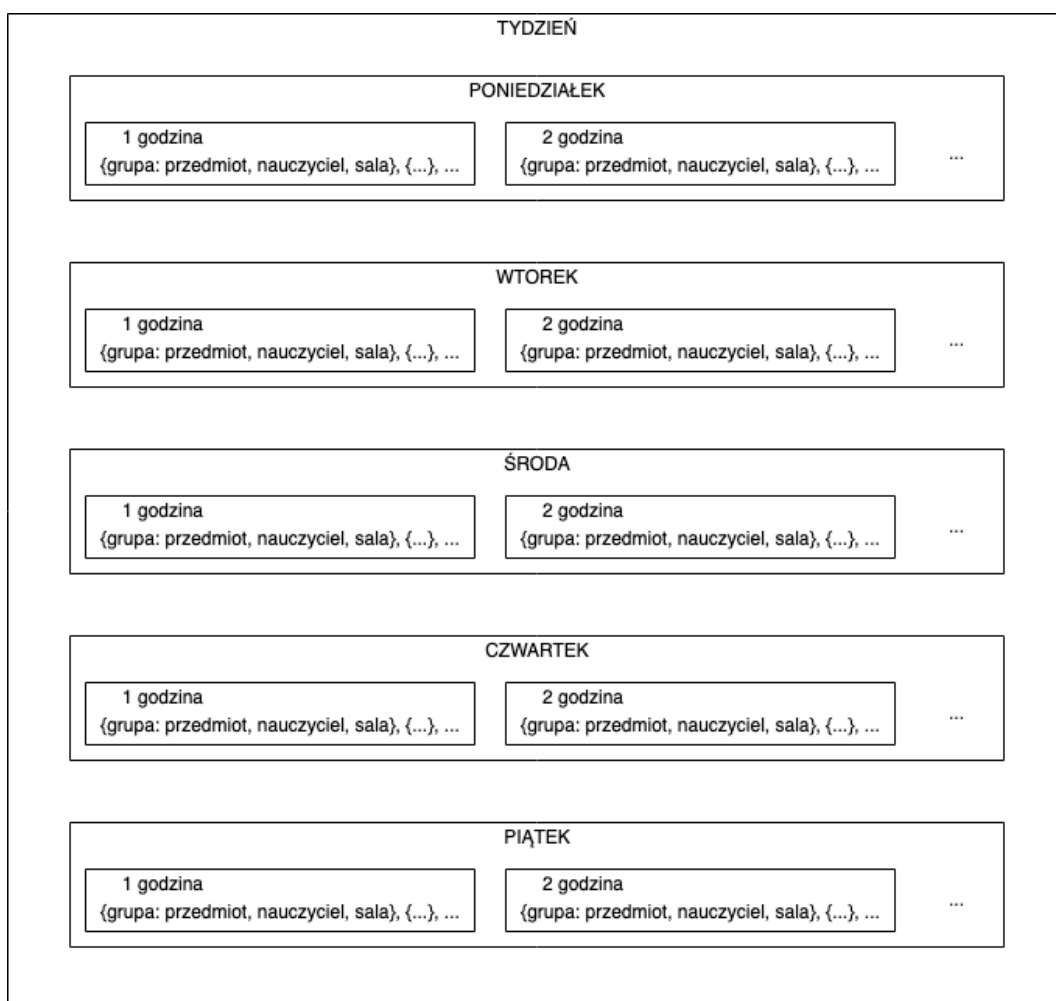 TYDZIEŃ
PONIEDZIAŁEK
1 godzina
{grupa: przedmiot, nauczyciel, sala}, {...}, ...
2 godzina
{grupa: przedmiot, nauczyciel, sala}, {...}, ...
...
WTOREK
1 godzina
{grupa: przedmiot, nauczyciel, sala}, {...}, ...
2 godzina
{grupa: przedmiot, nauczyciel, sala}, {...}, ...
...
ŚRODA
1 godzina
{grupa: przedmiot, nauczyciel, sala}, {...}, ...
2 godzina
{grupa: przedmiot, nauczyciel, sala}, {...}, ...
...
CZWARTEK
1 godzina
{grupa: przedmiot, nauczyciel, sala}, {...}, ...
2 godzina
{grupa: przedmiot, nauczyciel, sala}, {...}, ...
...
PIĄTEK
1 godzina
{grupa: przedmiot, nauczyciel, sala}, {...}, ...
2 godzina
{grupa: przedmiot, nauczyciel, sala}, {...}, ...
...